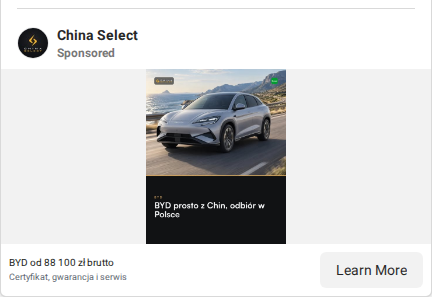 China Select
Sponsored
BYD prosto z Chin, odbiór w
Polsce
BYD od 88 100 zł brutto
Certyfikat, gwarancja i serwis
Learn More